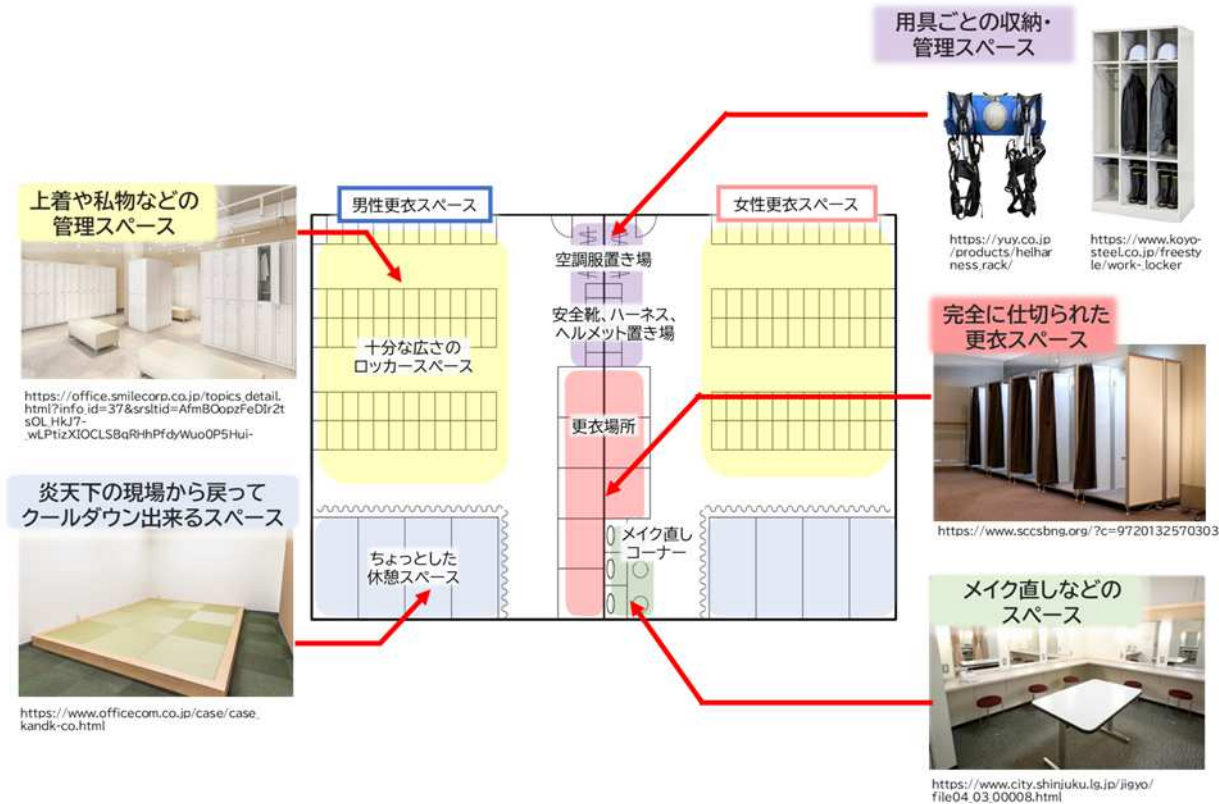 用具ごとの収納・
管理スペース
https://yuy.co.jp
/products/helhar
ness_rack/
https://www.koyo-
steel.co.jp/freesty
le/work-_locker
上着や私物などの
管理スペース
https://office.smilecorp.co.jp/topics_detail.
html?info_id=37&srsltid=AfmBOopzFeDIr2t
sOL_HkJ7-
_wLPtizXIOCLSBqRHhPfdyWuo0P5Hui-
炎天下の現場から戻って
クールダウン出来るスペース
https://www.officecom.co.jp/case/case_
kandk-co.html
男性更衣スペース
女性更衣スペース
空調服置き場
安全靴、ハーネス、
ヘルメット置き場
十分な広さの
ロッカースペース
更衣場所
メイク直し
コーナー
ちょっとした
休憩スペース
完全に仕切られた
更衣スペース
https://www.sccsbng.org/?c=9720132570303
メイク直しなどの
スペース
https://www.city.shinjuku.lg.jp/jigyo/
file04_03_00008.html